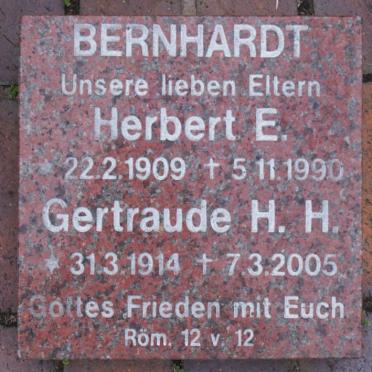 BERNHARDT
Unsere lieben Eltern
Herbert E.
* 22.2.1909 † 5.11.1990
Gertraude H. H.
* 31.3.1914 † 7.3.2005
Gottes Frieden mit Euch
Röm. 12 v. 12